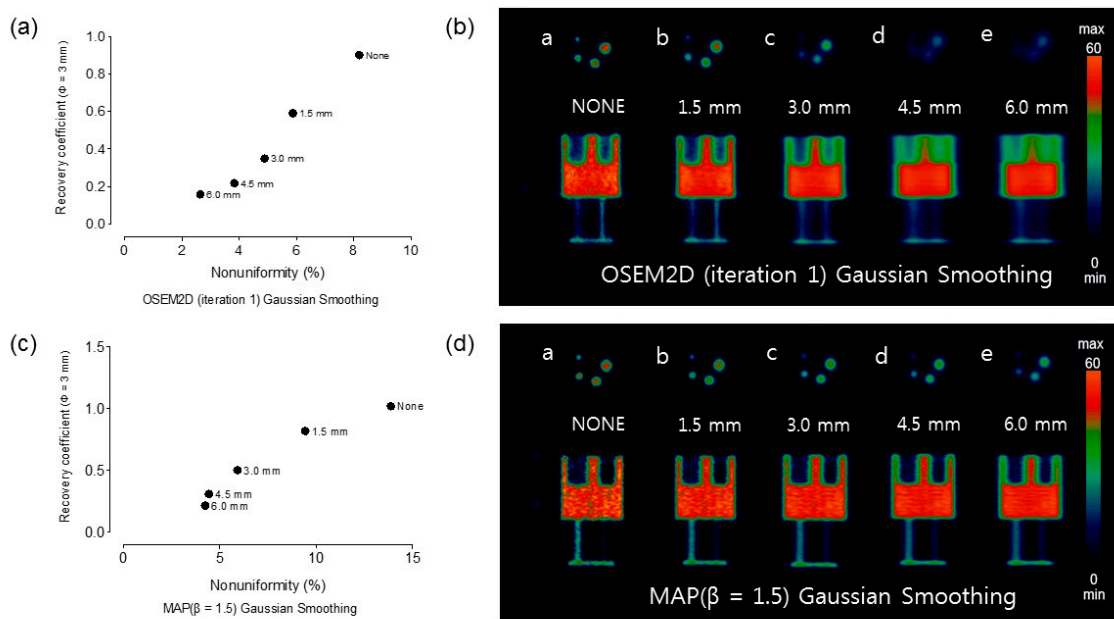 (a)
Recovery coefficient (Φ = 3 mm)
1.0
0.8
0.6
0.4
0.2
0.0
None
1.5 mm
3.0 mm
4.5 mm
6.0 mm
0 2 4 6 8 10
Nonuniformity (%)
OSEM2D (iteration 1) Gaussian Smoothing
(b)
a b c d e
NONE 1.5 mm 3.0 mm 4.5 mm 6.0 mm
OSEM2D (iteration 1) Gaussian Smoothing
max
60
0
min
(c)
Recovery coefficient (Φ = 3 mm)
1.5
1.0
0.5
0.0
None
1.5 mm
3.0 mm
4.5 mm
6.0 mm
0 5 10 15
Nonuniformity (%)
MAP(β = 1.5) Gaussian Smoothing
(d)
a b c d e
NONE 1.5 mm 3.0 mm 4.5 mm 6.0 mm
MAP(β = 1.5) Gaussian Smoothing
max
60
0
min